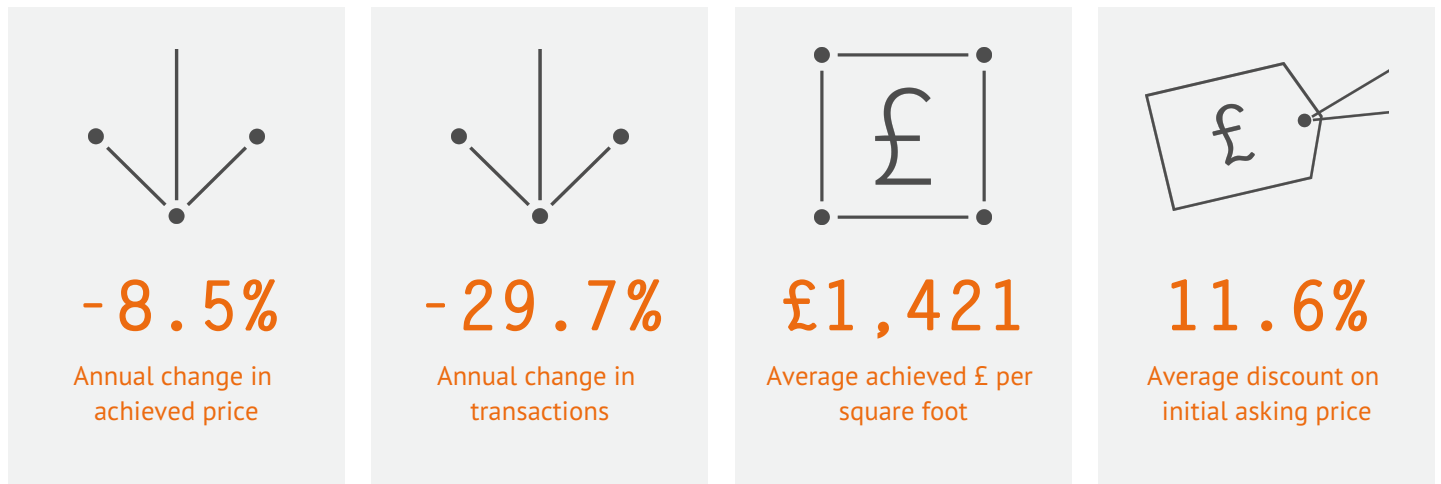 -8.5%
Annual change in
achieved price
-29.7%
Annual change in
transactions
£
£1,421
Average achieved £ per
square foot
£
11.6%
Average discount on
initial asking price